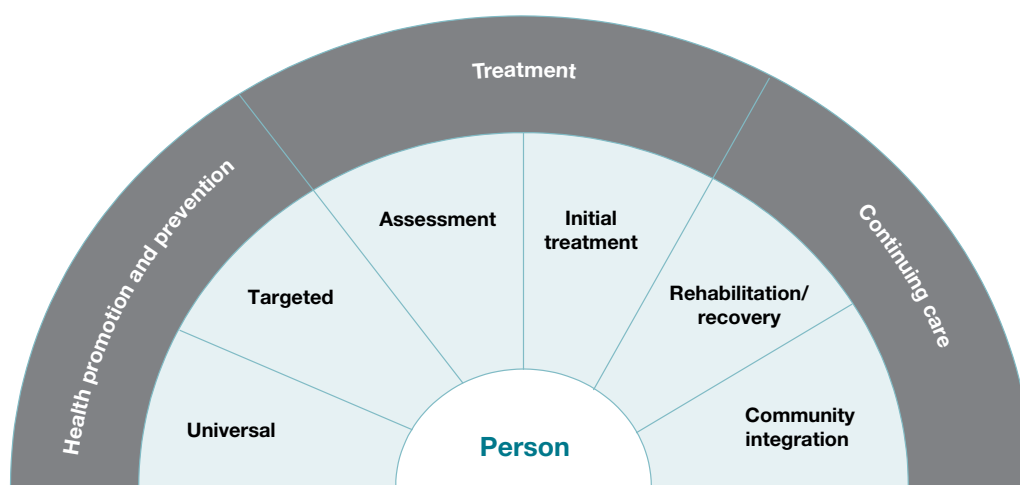 Treatment
Health promotion and prevention
Continuing care
Assessment
Initial
treatment
Targeted
Rehabilitation/
recovery
Universal
Community
integration
Person